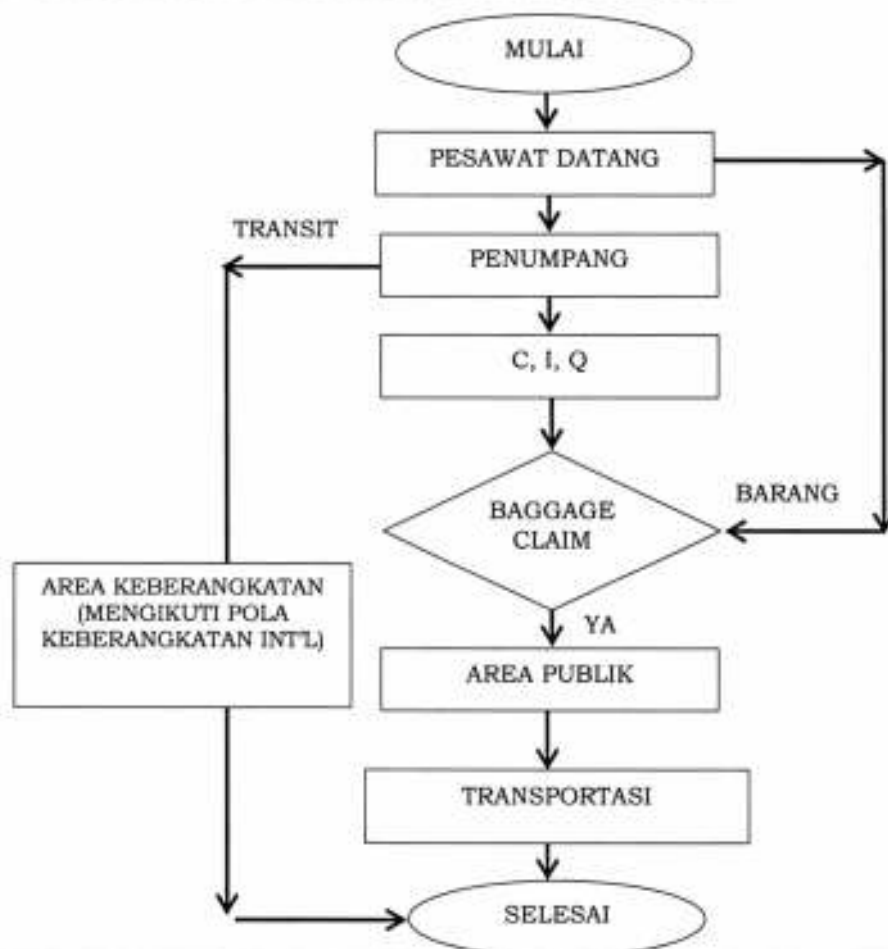 MULAI
PESAWAT DATANG
TRANSIT
PENUMPANG
C, I, Q
BAGGAGE
CLAIM
BARANG
AREA KEBERANGKATAN
(MENGIKUTI POLA
KEBERANGKATAN INT'L)
YA
AREA PUBLIK
TRANSPORTASI
SELESAI